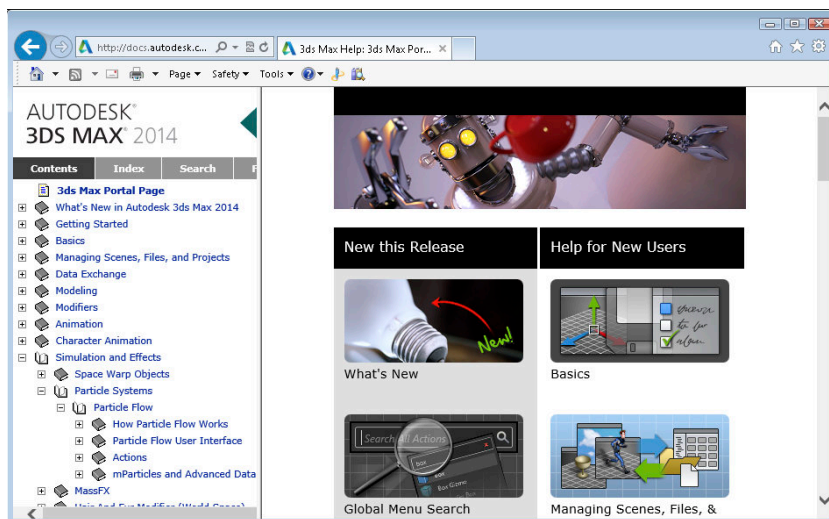 http://docs.autodesk.c...
3ds Max Help: 3ds Max Por...
Page Safety Tools
AUTODESK®
3DS MAX® 2014
Contents Index Search F
3ds Max Portal Page
What's New in Autodesk 3ds Max 2014
Getting Started
Basics
Managing Scenes, Files, and Projects
Data Exchange
Modeling
Modifiers
Animation
Character Animation
Simulation and Effects
Space Warp Objects
Particle Systems
Particle Flow
How Particle Flow Works
Particle Flow User Interface
Actions
mParticles and Advanced Data
MassFX
New this Release
New!
What's New
Search All Actions
box
Box
Box Gizmo
Global Menu Search
Help for New Users
Basics
Managing Scenes, Files, &